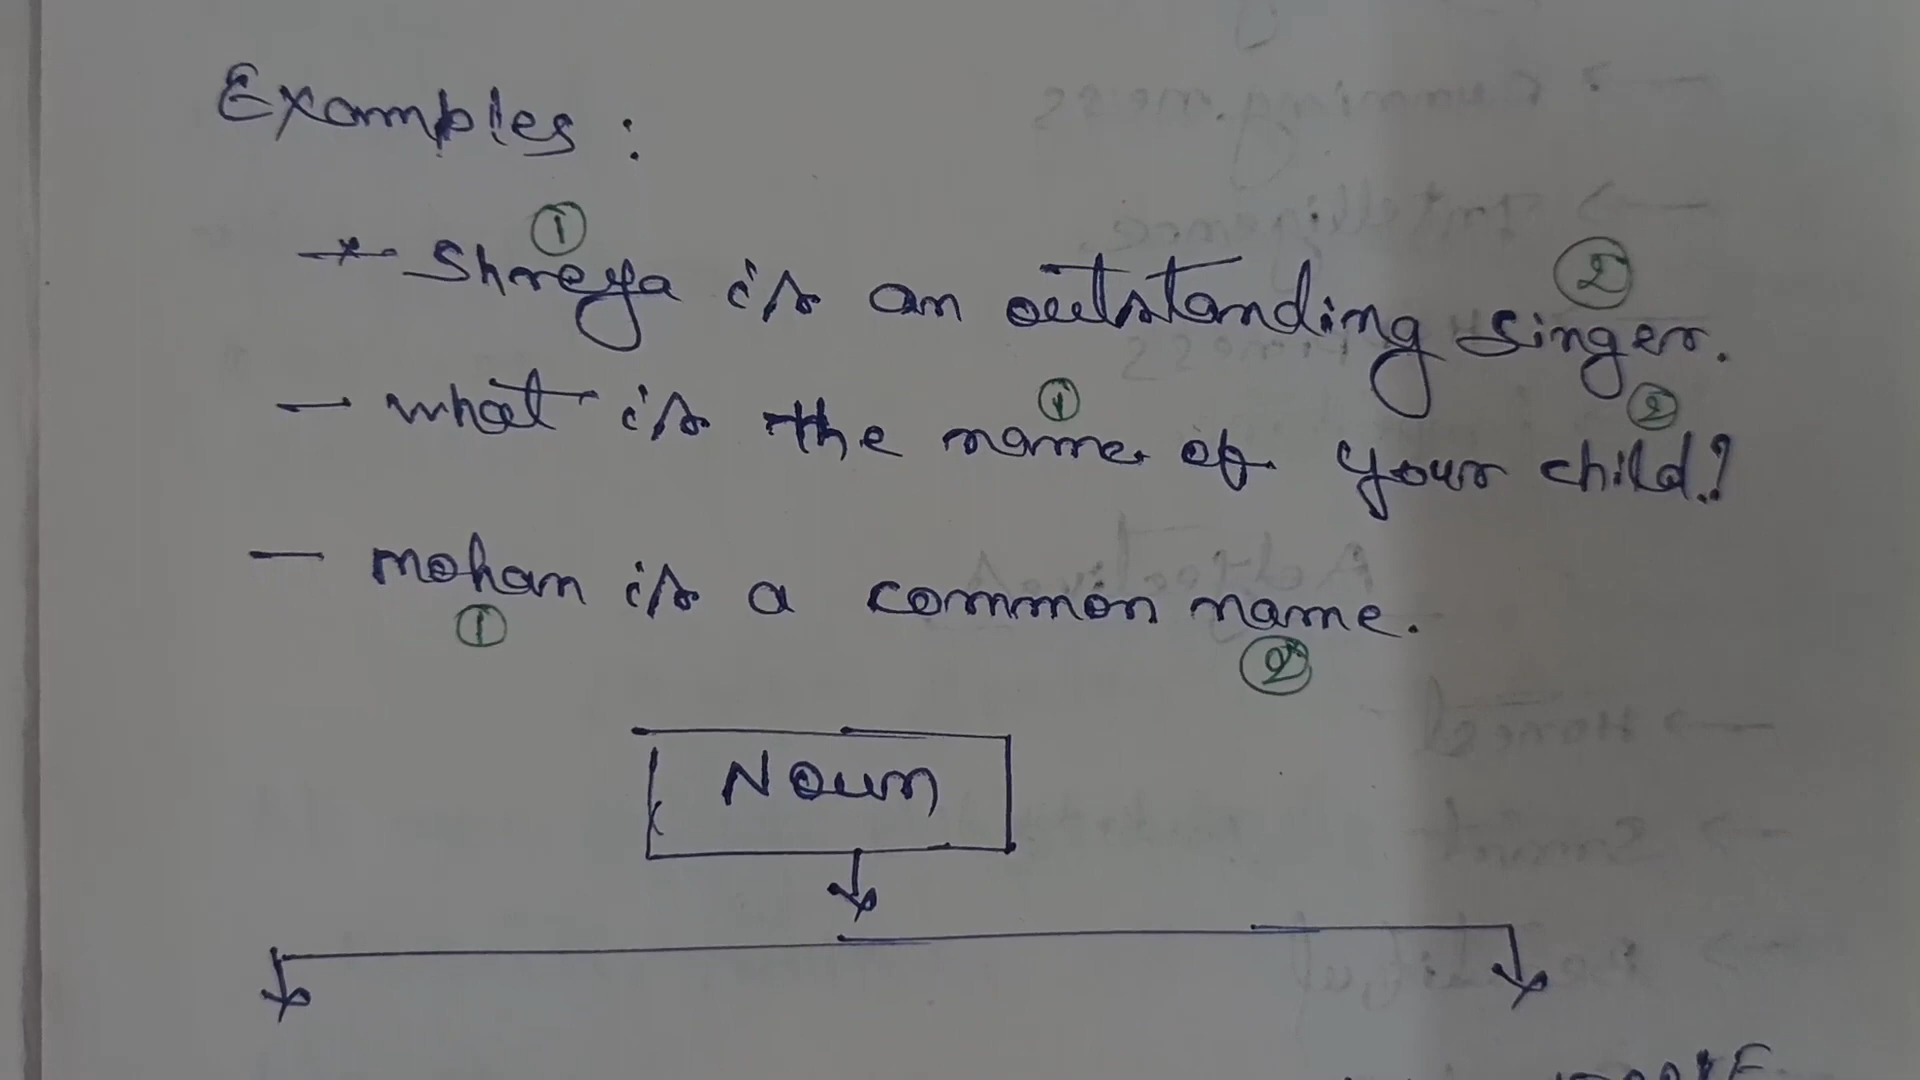 Examples :
① ②
* Shreya is an outstanding singer.
① ②
- what is the name of your child?
- mohan is a common name.
① ②
Noun